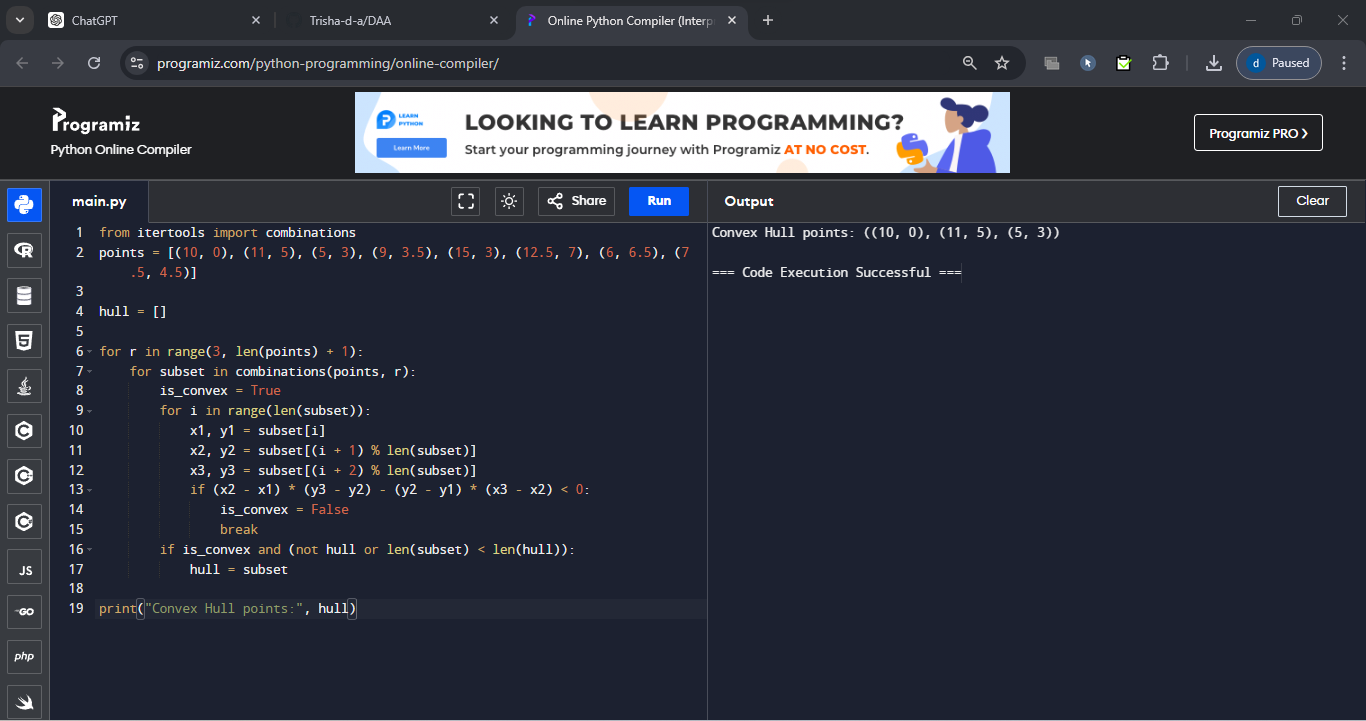 ChatGPT
Trisha-d-a/DAA
Online Python Compiler (Interp
programiz.com/python-programming/online-compiler/
d Paused
Programiz
Python Online Compiler
LEARN
PYTHON
Learn More
LOOKING TO LEARN PROGRAMMING?
Start your programming journey with Programiz AT NO COST.
Programiz PRO
main.py
Share
Run
Output
Clear
1 from itertools import combinations
2 points = [(10, 0), (11, 5), (5, 3), (9, 3.5), (15, 3), (12.5, 7), (6, 6.5), (7
.5, 4.5)]
3
4 hull = []
5
6 for r in range(3, len(points) + 1):
7 for subset in combinations(points, r):
8 is_convex = True
9 for i in range(len(subset)):
10 x1, y1 = subset[i]
11 x2, y2 = subset[(i + 1) % len(subset)]
12 x3, y3 = subset[(i + 2) % len(subset)]
13 if (x2 - x1) * (y3 - y2) - (y2 - y1) * (x3 - x2) < 0:
14 is_convex = False
15 break
16 if is_convex and (not hull or len(subset) < len(hull)):
17 hull = subset
18
19 print("Convex Hull points:", hull)
Convex Hull points: ((10, 0), (11, 5), (5, 3))
=== Code Execution Successful ===
R
5
C
C
C
JS
GO
php